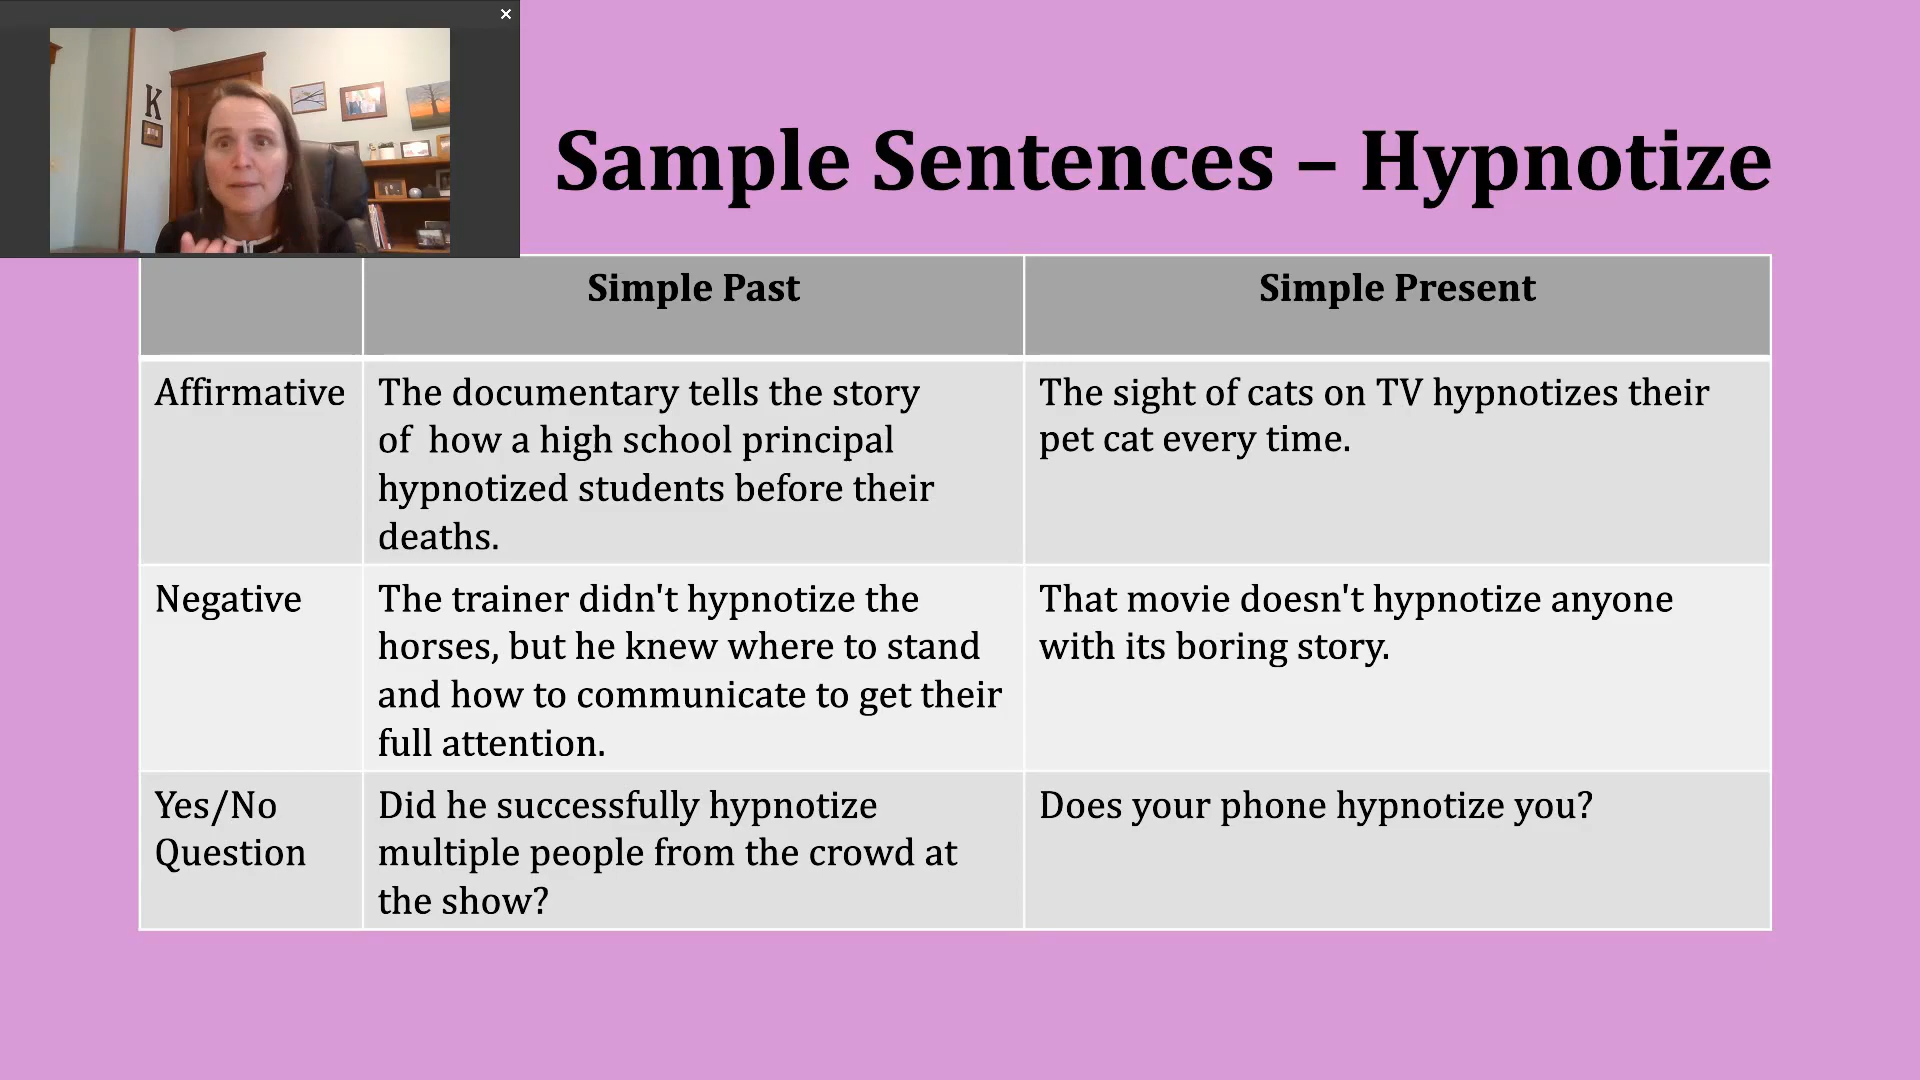 K
Sample Sentences – Hypnotize
Simple Past
Simple Present
Affirmative
The documentary tells the story
of  how a high school principal
hypnotized students before their
deaths.
The sight of cats on TV hypnotizes their
pet cat every time.
Negative
The trainer didn't hypnotize the
horses, but he knew where to stand
and how to communicate to get their
full attention.
That movie doesn't hypnotize anyone
with its boring story.
Yes/No
Question
Did he successfully hypnotize
multiple people from the crowd at
the show?
Does your phone hypnotize you?